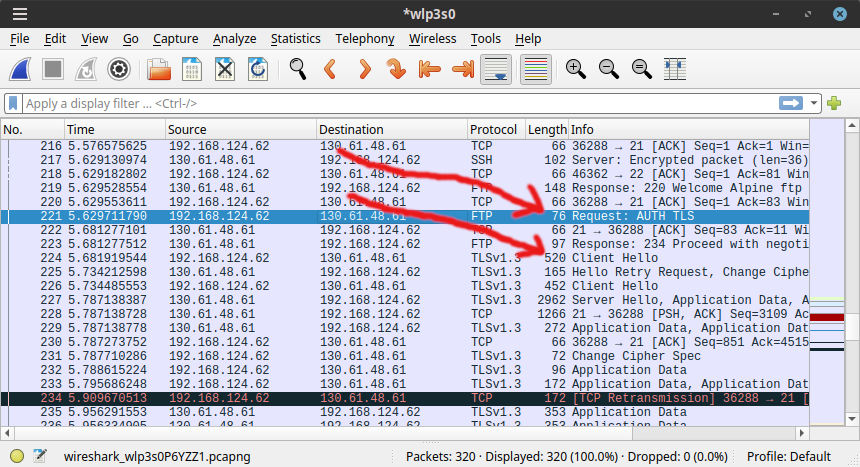 *wlp3s0
File Edit View Go Capture Analyze Statistics Telephony Wireless Tools Help
Apply a display filter ... <Ctrl-/>
No. Time Source Destination Protocol Length Info
216 5.576575625 192.168.124.62 130.61.48.61 TCP 66 36288 → 21 [ACK] Seq=1 Ack=1 Win=
217 5.629130974 130.61.48.61 192.168.124.62 SSH 102 Server: Encrypted packet (len=36)
218 5.629182802 192.168.124.62 130.61.48.61 TCP 66 46362 → 22 [ACK] Seq=1 Ack=81 Win
219 5.629528554 130.61.48.61 192.168.124.62 FTP 148 Response: 220 Welcome Alpine ftp
220 5.629553611 192.168.124.62 130.61.48.61 TCP 66 36288 → 21 [ACK] Seq=1 Ack=83 Win
221 5.629711790 192.168.124.62 130.61.48.61 FTP 76 Request: AUTH TLS
222 5.681277101 130.61.48.61 192.168.124.62 TCP 66 21 → 36288 [ACK] Seq=83 Ack=11 Wi
223 5.681277512 130.61.48.61 192.168.124.62 FTP 97 Response: 234 Proceed with negoti
224 5.681919544 192.168.124.62 130.61.48.61 TLSv1.3 520 Client Hello
225 5.734212598 130.61.48.61 192.168.124.62 TLSv1.3 165 Hello Retry Request, Change Ciphe
226 5.734485553 192.168.124.62 130.61.48.61 TLSv1.3 452 Client Hello
227 5.787138387 130.61.48.61 192.168.124.62 TLSv1.3 2962 Server Hello, Application Data, A
228 5.787138728 130.61.48.61 192.168.124.62 TCP 1266 21 → 36288 [PSH, ACK] Seq=3109 Ac
229 5.787138778 130.61.48.61 192.168.124.62 TLSv1.3 272 Application Data, Application Dat
230 5.787273752 192.168.124.62 130.61.48.61 TCP 66 36288 → 21 [ACK] Seq=851 Ack=4515
231 5.787710286 192.168.124.62 130.61.48.61 TLSv1.3 72 Change Cipher Spec
232 5.788615224 192.168.124.62 130.61.48.61 TLSv1.3 96 Application Data
233 5.795686248 192.168.124.62 130.61.48.61 TLSv1.3 172 Application Data, Application Dat
234 5.909670513 192.168.124.62 130.61.48.61 TCP 172 [TCP Retransmission] 36288 → 21 [
235 5.956291553 130.61.48.61 192.168.124.62 TLSv1.3 353 Application Data
236 5.956334905 130.61.48.61 192.168.124.62 TLSv1.3 353 Application Data
wireshark_wlp3s0P6YZZ1.pcapng Packets: 320 · Displayed: 320 (100.0%) · Dropped: 0 (0.0%) Profile: Default